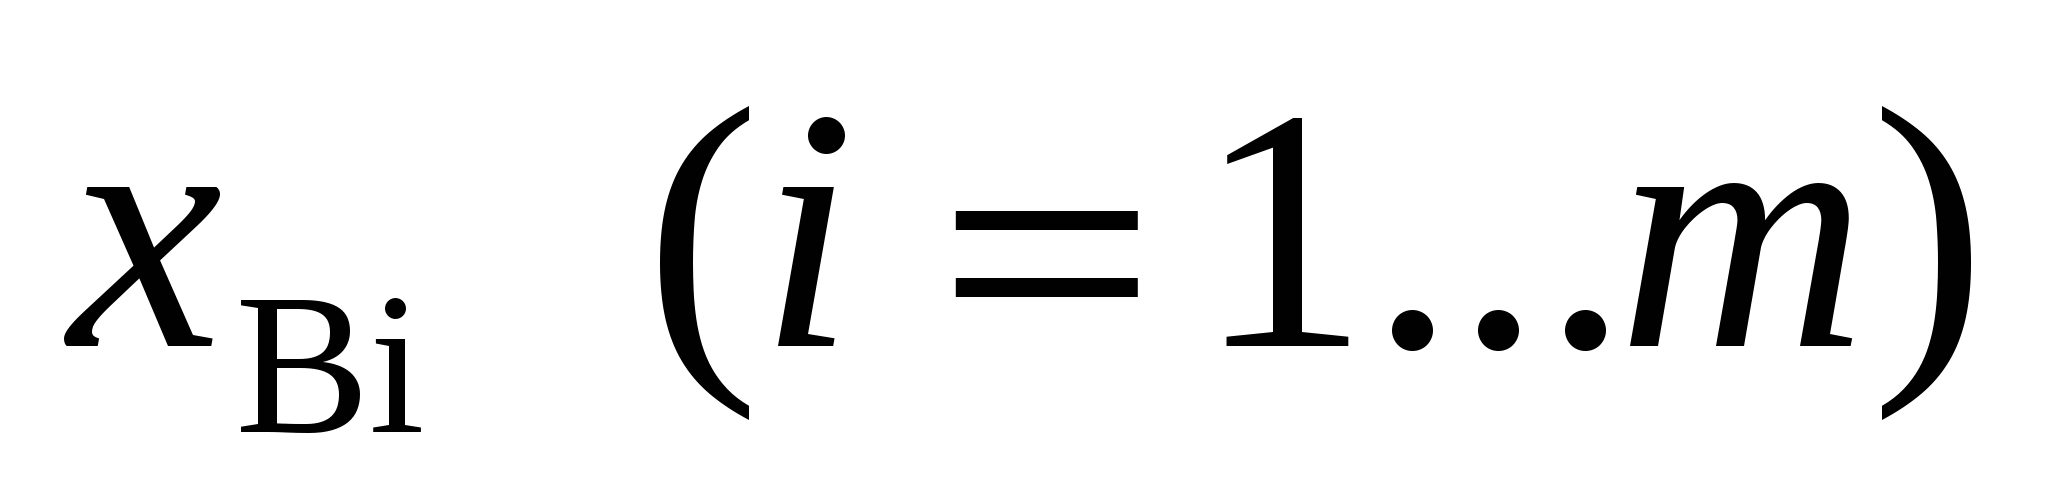 x_Bi (i = 1...m)